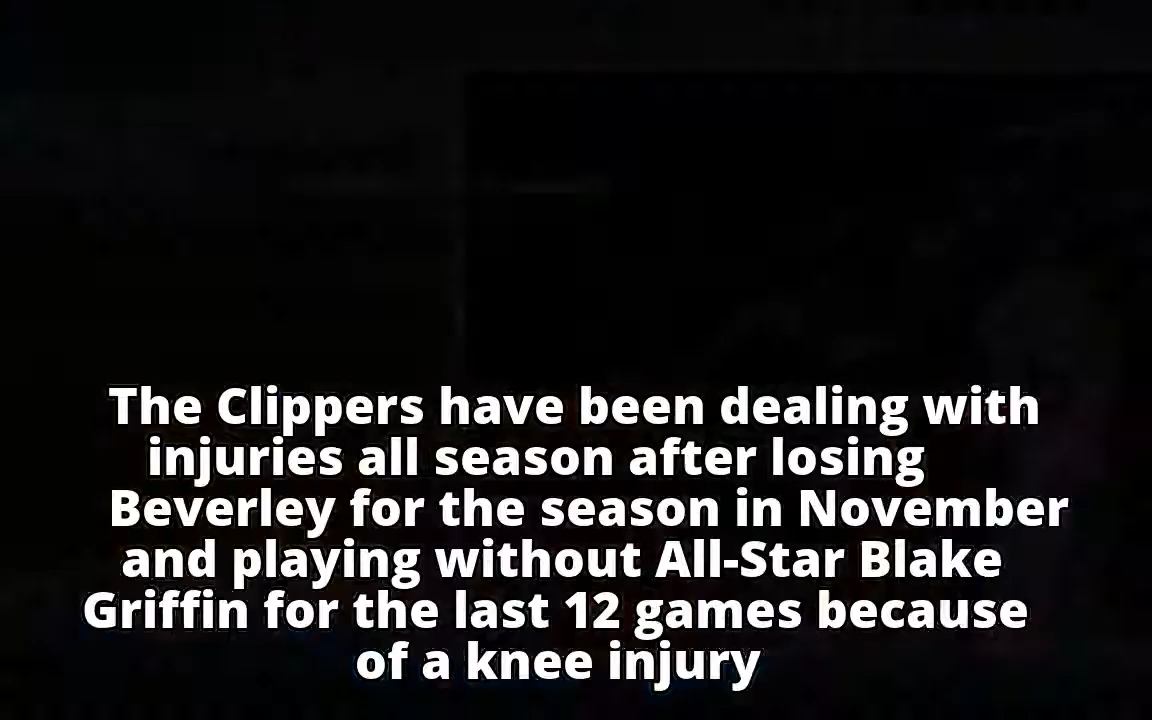 The Clippers have been dealing with
injuries all season after losing
Beverley for the season in November
and playing without All-Star Blake
Griffin for the last 12 games because
of a knee injury